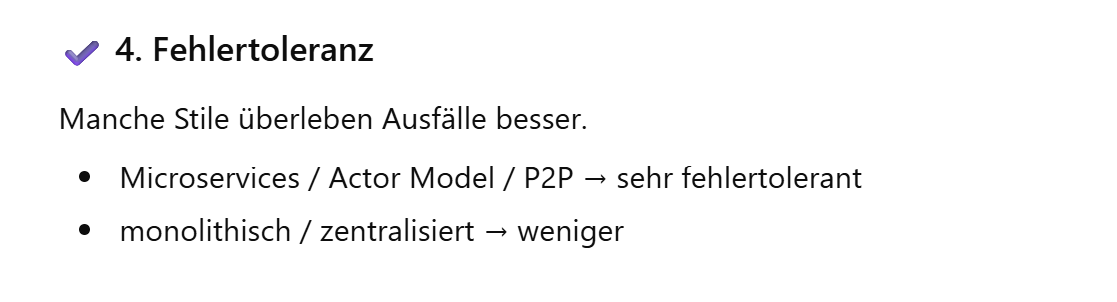 ✔ 4. Fehlertoleranz
Manche Stile überleben Ausfälle besser.
• Microservices / Actor Model / P2P → sehr fehlertolerant
• monolithisch / zentralisiert → weniger